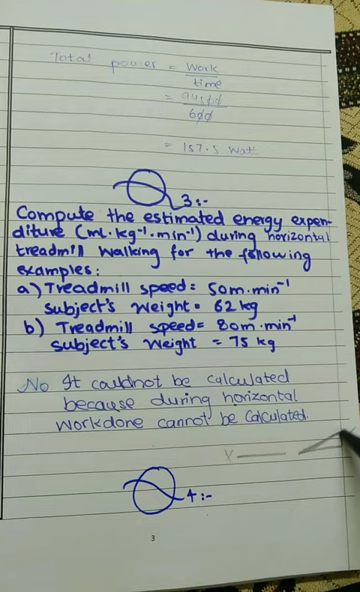 Total power = Work
time
= 94500
600
= 157.5 Watt
Q 3:-
Compute the estimated energy expen-
diture (ml.kg⁻¹.min⁻¹) during horizontal
treadmill walking for the following
examples:
a) Treadmill speed = 50m.min⁻¹
subject's weight = 62 kg
b) Treadmill speed = 80m.min⁻¹
subject's weight = 75 kg
No It couldnot be calculated
because during horizontal
workdone cannot be calculated.
Q 4:-
3